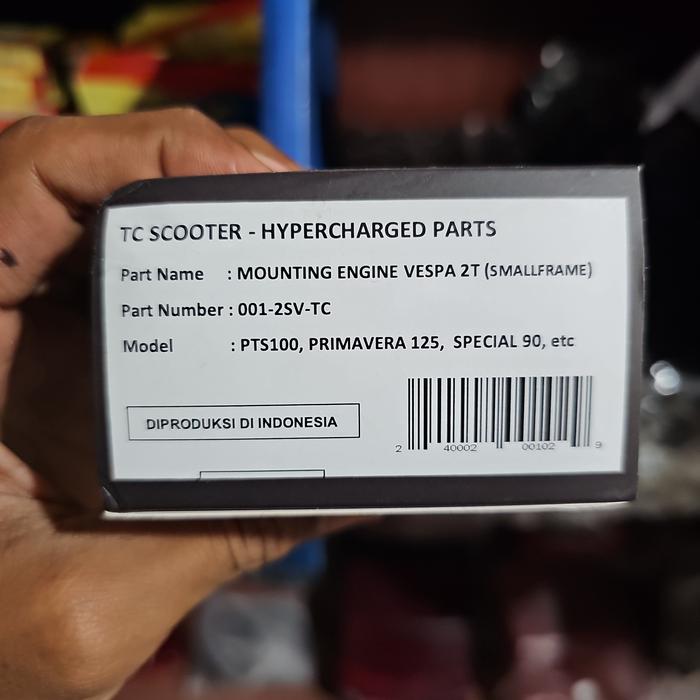 TC SCOOTER - HYPERCHARGED PARTS
Part Name : MOUNTING ENGINE VESPA 2T (SMALLFRAME)
Part Number : 001-2SV-TC
Model : PTS100, PRIMAVERA 125, SPECIAL 90, etc
DIPRODUKSI DI INDONESIA
2 40002 00102 9